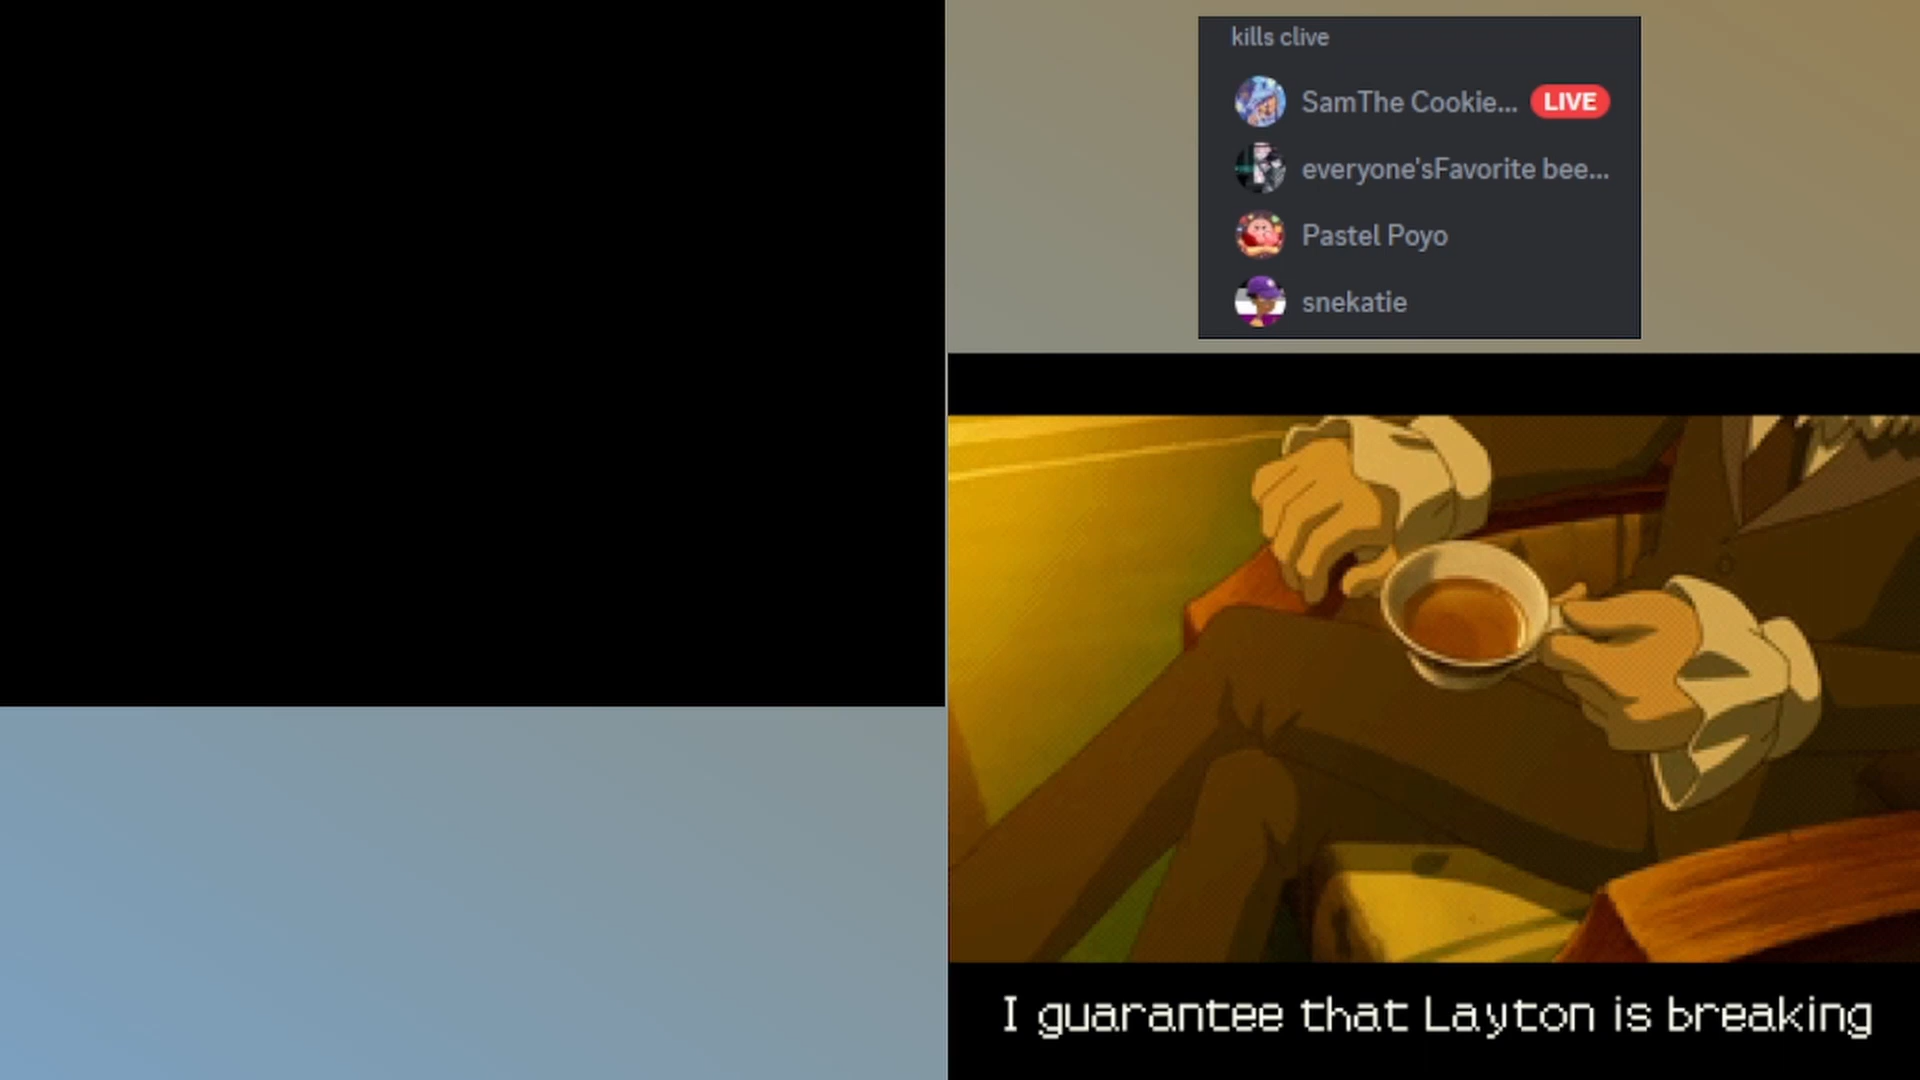 kills clive
SamThe Cookie... LIVE
everyone'sFavorite bee...
Pastel Poyo
snekatie
I guarantee that Layton is breaking